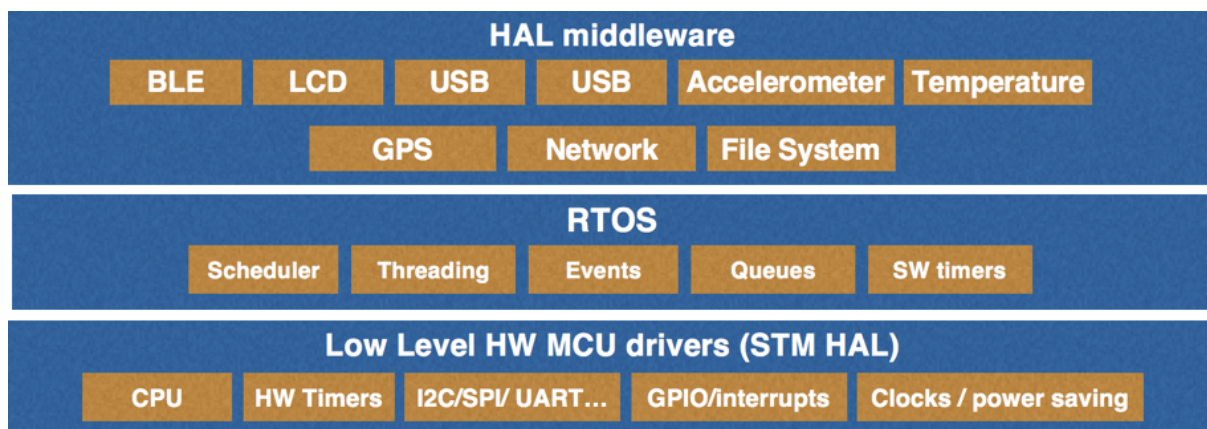 HAL middleware
BLE LCD USB USB Accelerometer Temperature
GPS Network File System
RTOS
Scheduler Threading Events Queues SW timers
Low Level HW MCU drivers (STM HAL)
CPU HW Timers I2C/SPI/ UART... GPIO/interrupts Clocks / power saving